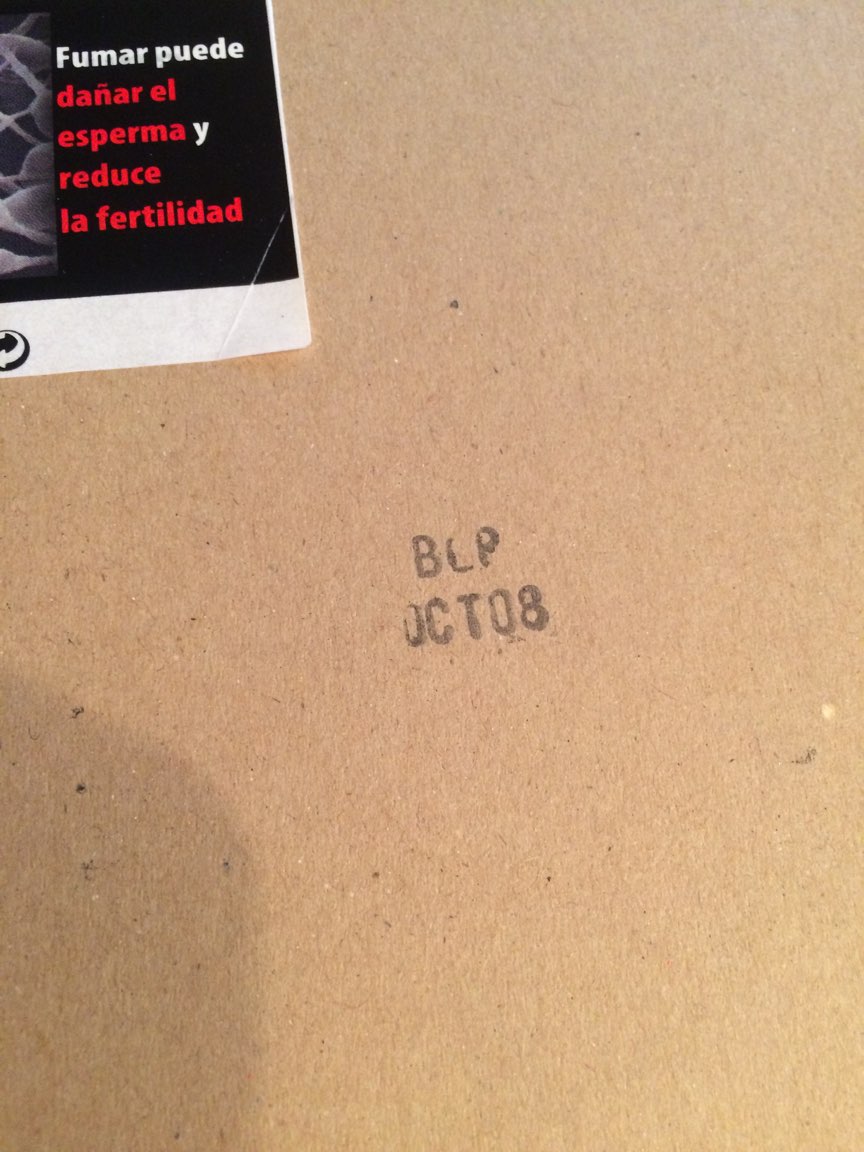 Fumar puede
dañar el
esperma y
reduce
la fertilidad
BLP
OCT08